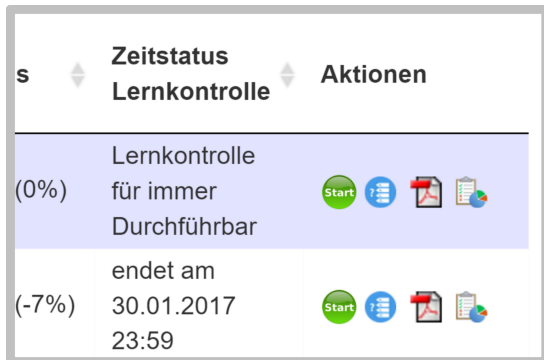 s
Zeitstatus
Lernkontrolle
Aktionen
(0%)
Lernkontrolle
für immer
Durchführbar
Start
(-7%)
endet am
30.01.2017
23:59
Start